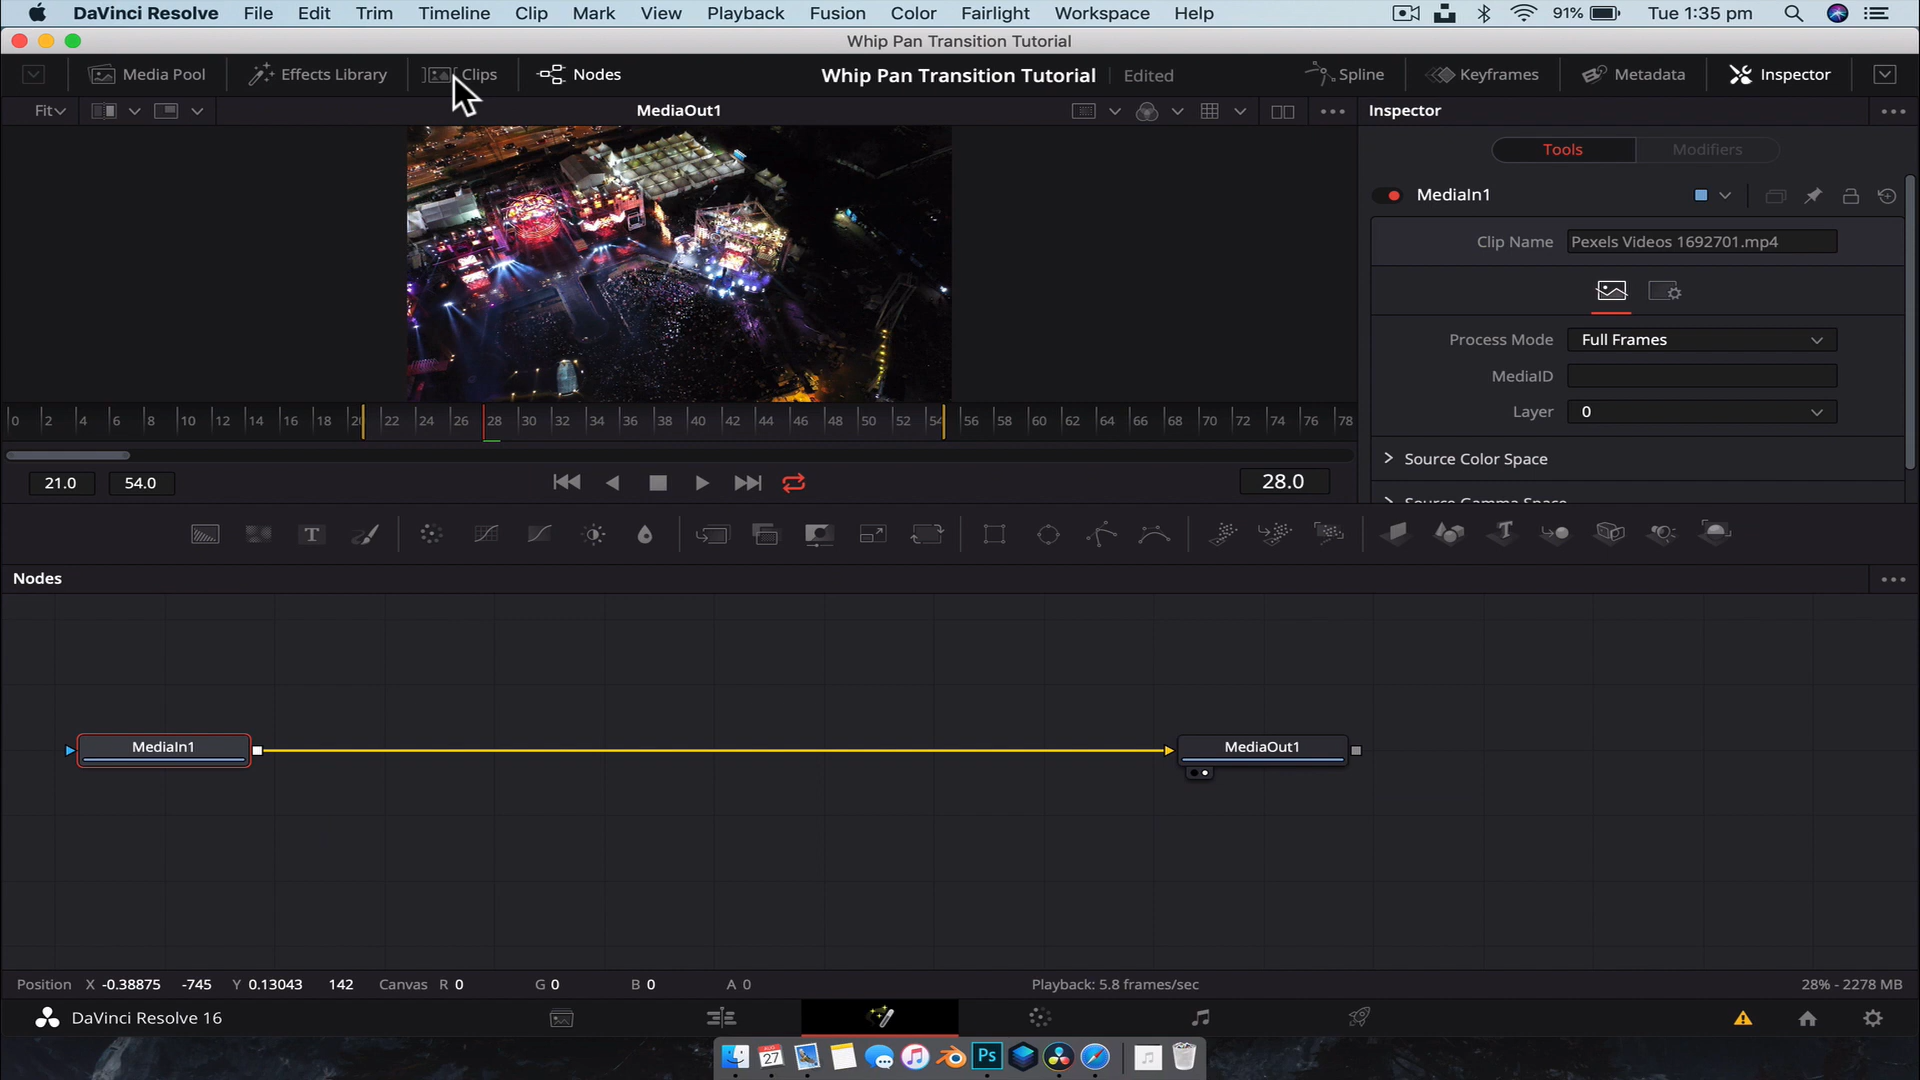 DaVinci Resolve File Edit Trim Timeline Clip Mark View Playback Fusion Color Fairlight Workspace Help 91% Tue 1:35 pm
Whip Pan Transition Tutorial
Media Pool Effects Library Clips Nodes Whip Pan Transition Tutorial Edited Spline Keyframes Metadata Inspector
Fit MediaOut1 Inspector
Tools Modifiers
MediaIn1
Clip Name Pexels Videos 1692701.mp4
Process Mode Full Frames
MediaID
Layer 0
0 2 4 6 8 10 12 14 16 18 20 22 24 26 28 30 32 34 36 38 40 42 44 46 48 50 52 54 56 58 60 62 64 66 68 70 72 74 76 78
Source Color Space
21.0 54.0 28.0
Source Gamma Space
T T
Nodes
MediaIn1 MediaOut1
Position X -0.38875 -745 Y 0.13043 142 Canvas R 0 G 0 B 0 A 0 Playback: 5.8 frames/sec 28% - 2278 MB
DaVinci Resolve 16
AUG
27 Ps